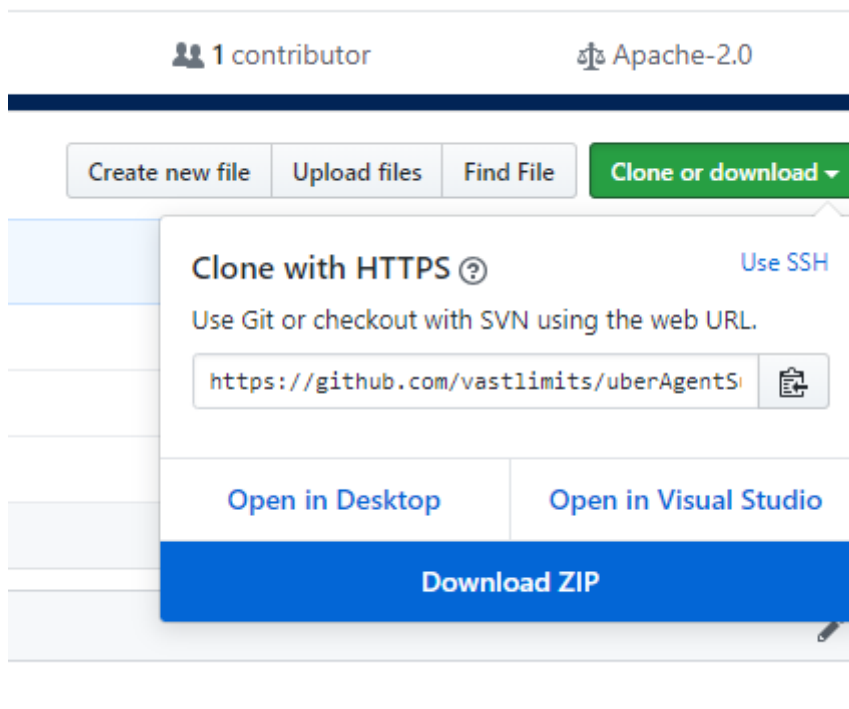 1 contributor
Apache-2.0
Create new file
Upload files
Find File
Clone or download
Clone with HTTPS
Use SSH
Use Git or checkout with SVN using the web URL.
https://github.com/vastlimits/uberAgentS
Open in Desktop
Open in Visual Studio
Download ZIP